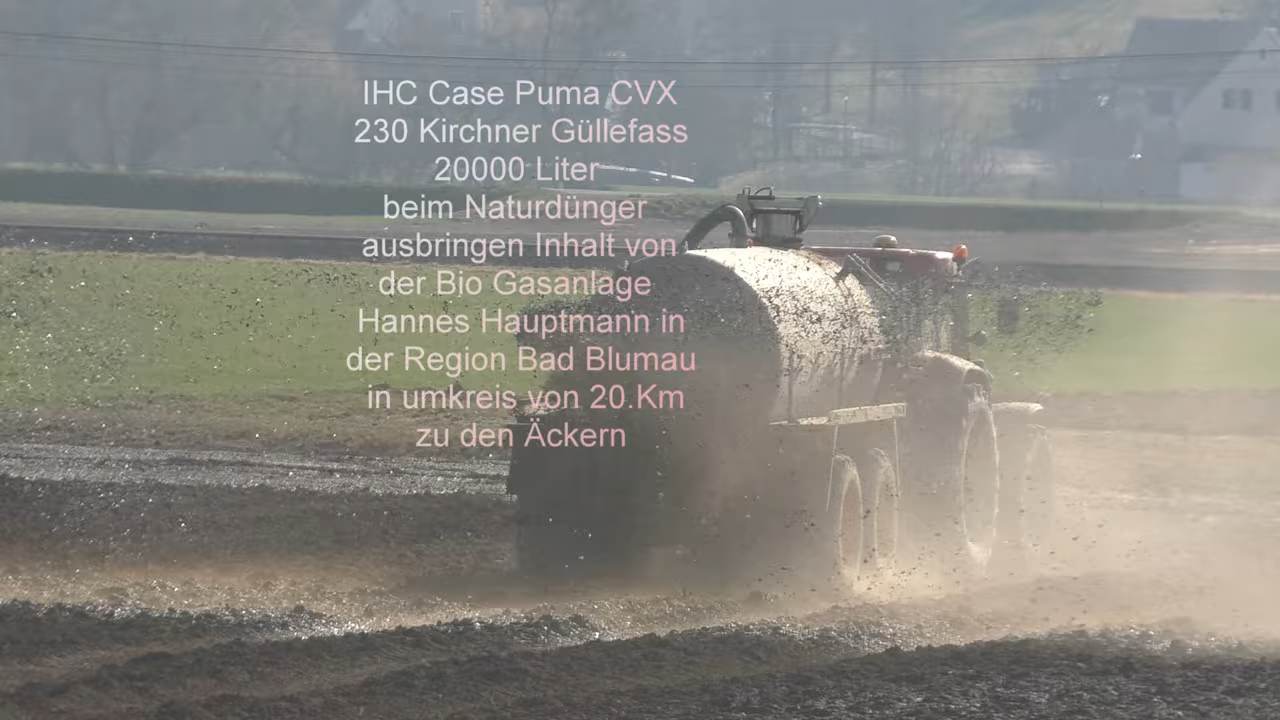 IHC Case Puma CVX
230 Kirchner Güllefass
20000 Liter
beim Naturdünger
ausbringen Inhalt von
der Bio Gasanlage
Hannes Hauptmann in
der Region Bad Blumau
in umkreis von 20.Km
zu den Äckern